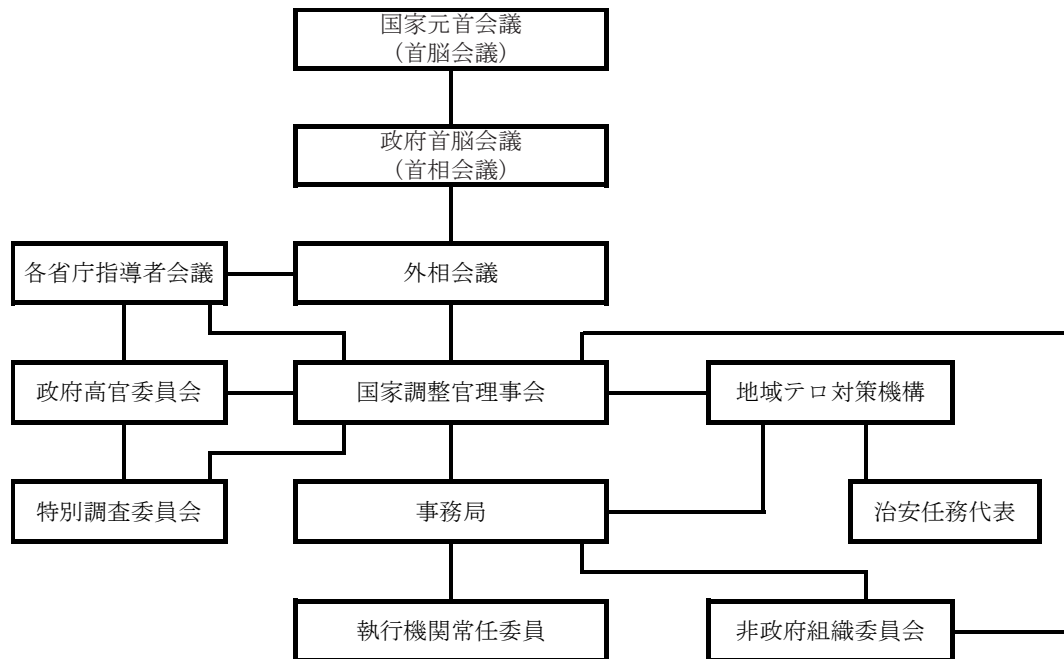 国家元首会議
（首脳会議）
政府首脳会議
（首相会議）
各省庁指導者会議
外相会議
政府高官委員会
国家調整官理事会
地域テロ対策機構
特別調査委員会
事務局
治安任務代表
執行機関常任委員
非政府組織委員会